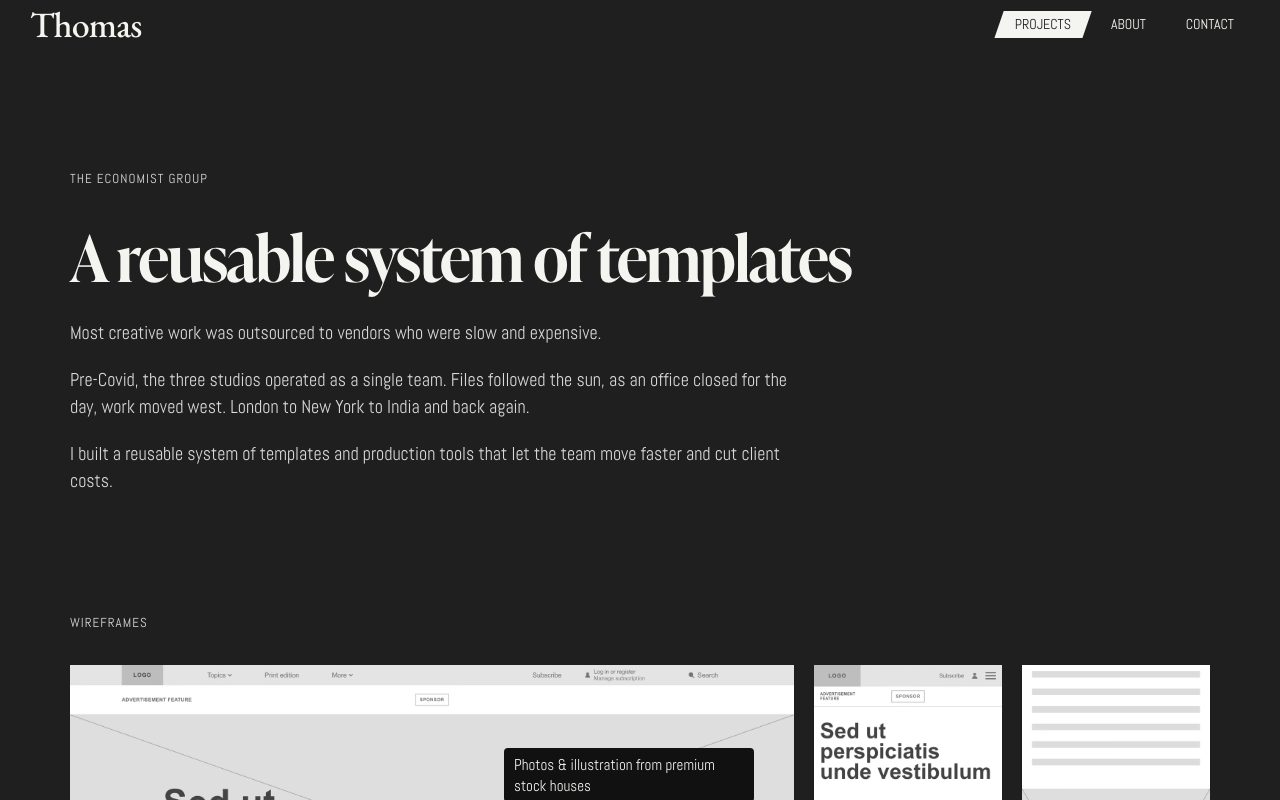 Thomas
PROJECTS
ABOUT
CONTACT
THE ECONOMIST GROUP
A reusable system of templates
Most creative work was outsourced to vendors who were slow and expensive.
Pre-Covid, the three studios operated as a single team. Files followed the sun, as an office closed for the
day, work moved west. London to New York to India and back again.
I built a reusable system of templates and production tools that let the team move faster and cut client
costs.
WIREFRAMES
LOGO
Topics
Print edition
More
Subscribe
Log in or register
Manage subscription
Search
ADVERTISEMENT FEATURE
SPONSOR
Sed ut
Photos & illustration from premium
stock houses
LOGO
Subscribe
ADVERTISEMENT
FEATURE
SPONSOR
Sed ut
perspiciatis
unde vestibulum